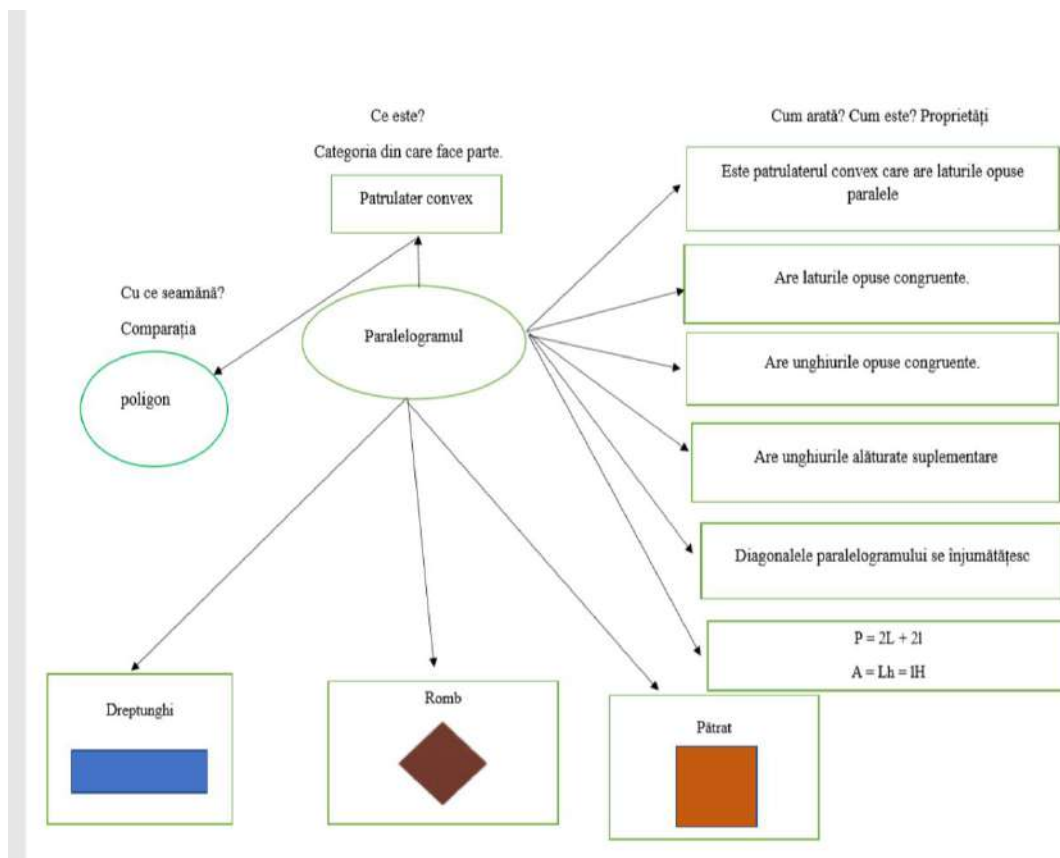 Ce este?
Categoria din care face parte.
Patrulater convex
Cu ce seamănă?
Comparația
poligon
Paralelogramul
Cum arată? Cum este? Proprietăți
Este patrulaterul convex care are laturile opuse
paralele
Are laturile opuse congruente.
Are unghiurile opuse congruente.
Are unghiurile alăturate suplementare
Diagonalele paralelogramului se înjumătățesc
P = 2L + 2l
A = Lh = lH
Dreptunghi
Romb
Pătrat